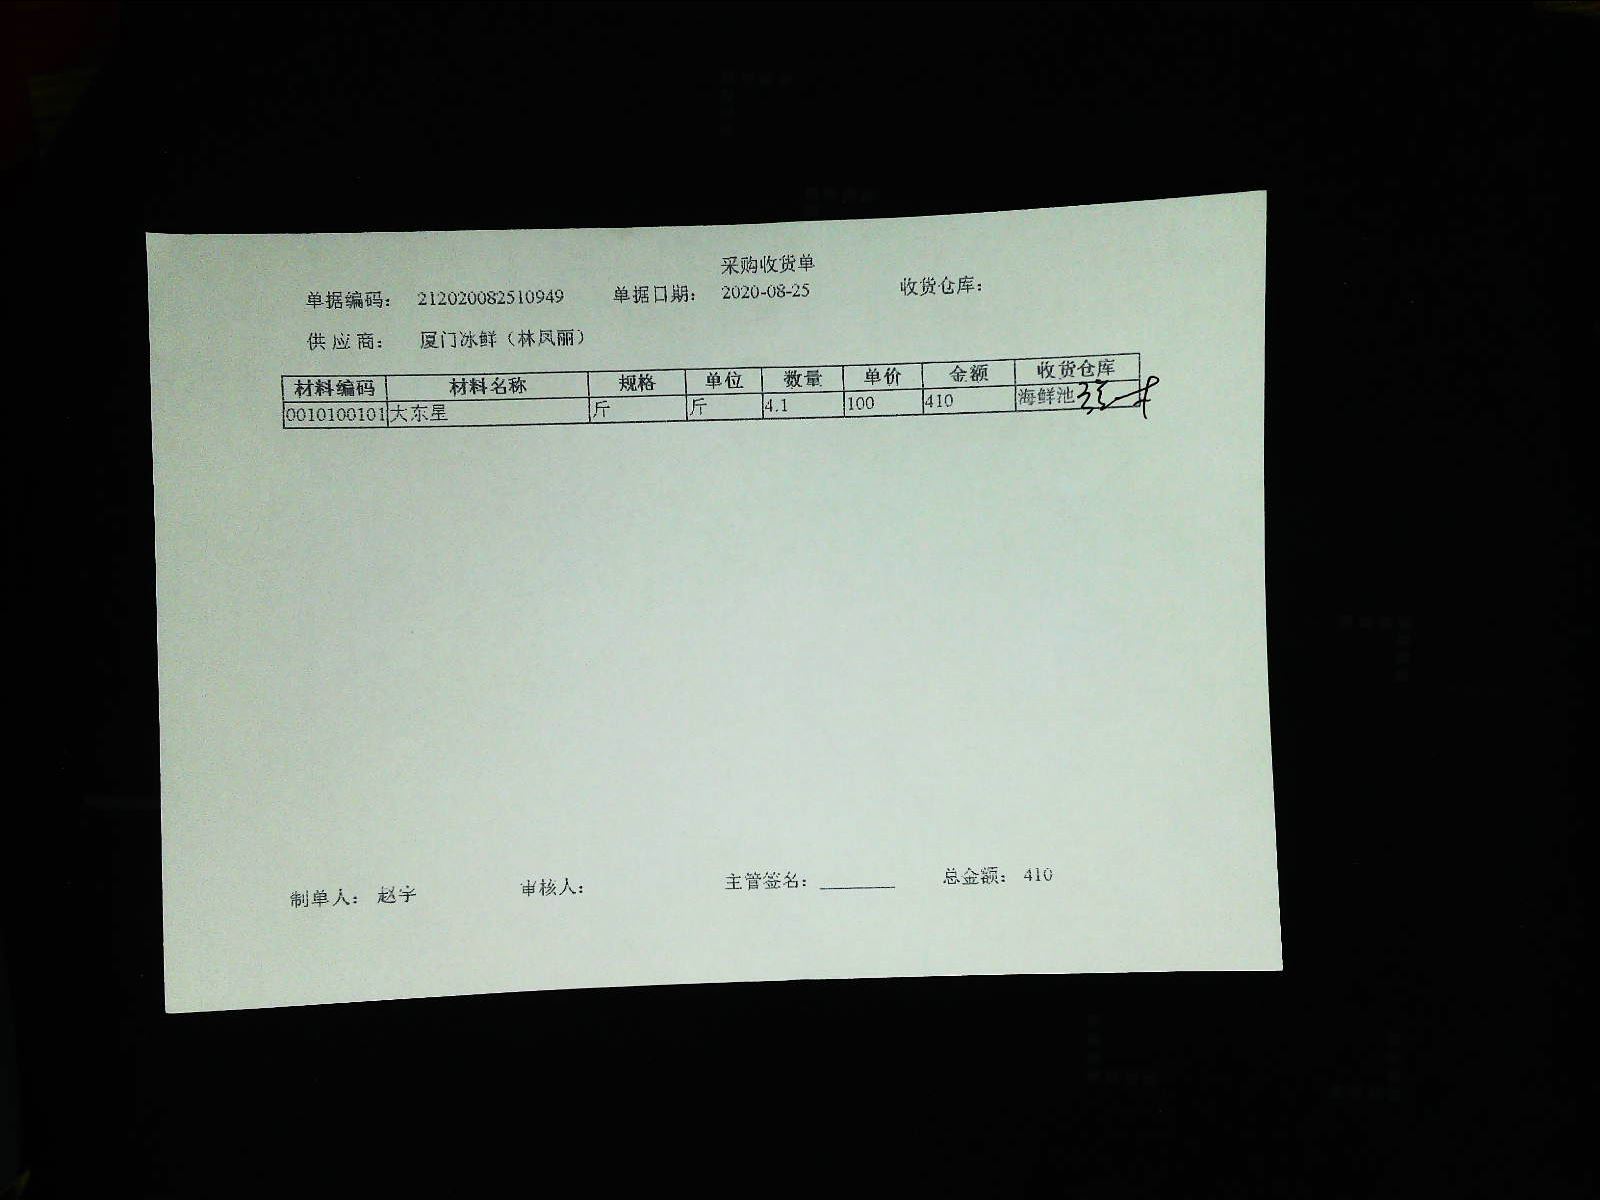 采购收货单
单据编码： 212020082510949 单据日期： 2020-08-25 收货仓库：
供 应 商： 厦门冰鲜（林凤丽）
材料编码 材料名称 规格 单位 数量 单价 金额 收货仓库
0010100101 大东星 斤 斤 4.1 100 410 海鲜池
制单人： 赵宇 审核人： 主管签名：________ 总金额： 410